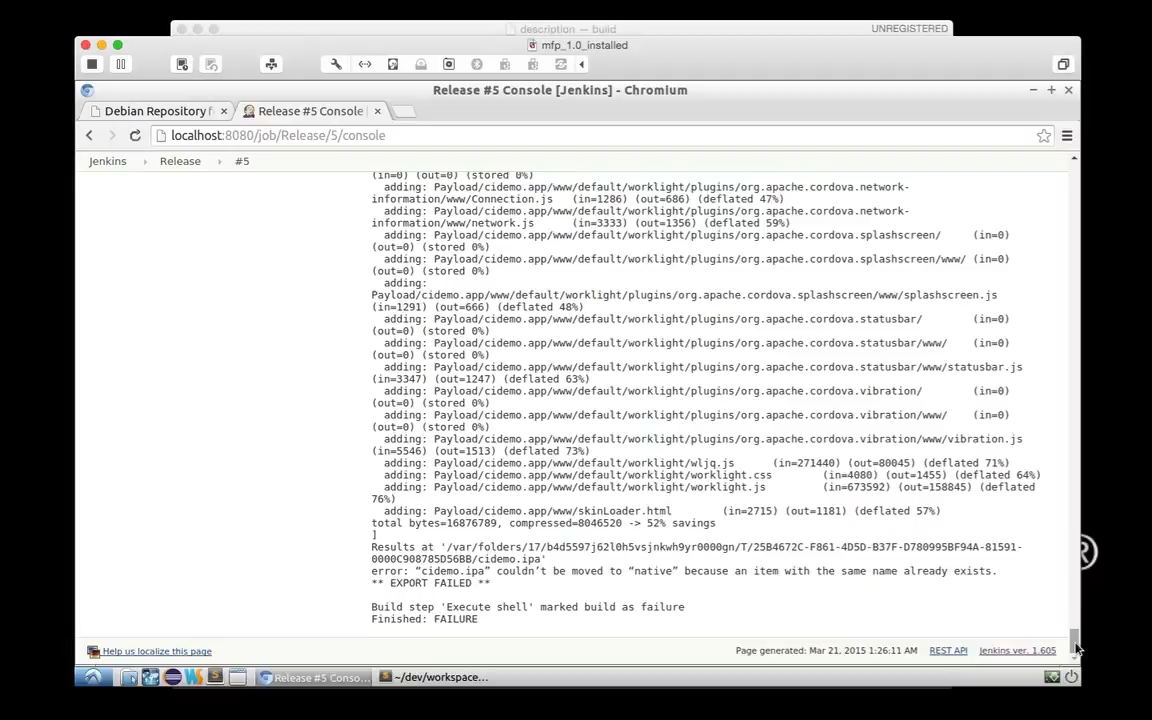 description — build
UNREGISTERED
mfp_1.0_installed
Release #5 Console [Jenkins] - Chromium
Debian Repository f
Release #5 Console
localhost:8080/job/Release/5/console
Jenkins
Release
#5
(in=0) (out=0) (stored 0%)
adding: Payload/cidemo.app/www/default/worklight/plugins/org.apache.cordova.network-
information/www/Connection.js (in=1286) (out=686) (deflated 47%)
adding: Payload/cidemo.app/www/default/worklight/plugins/org.apache.cordova.network-
information/www/network.js (in=3333) (out=1356) (deflated 59%)
adding: Payload/cidemo.app/www/default/worklight/plugins/org.apache.cordova.splashscreen/ (in=0)
(out=0) (stored 0%)
adding: Payload/cidemo.app/www/default/worklight/plugins/org.apache.cordova.splashscreen/www/ (in=0)
(out=0) (stored 0%)
adding:
Payload/cidemo.app/www/default/worklight/plugins/org.apache.cordova.splashscreen/www/splashscreen.js
(in=1291) (out=666) (deflated 48%)
adding: Payload/cidemo.app/www/default/worklight/plugins/org.apache.cordova.statusbar/ (in=0)
(out=0) (stored 0%)
adding: Payload/cidemo.app/www/default/worklight/plugins/org.apache.cordova.statusbar/www/ (in=0)
(out=0) (stored 0%)
adding: Payload/cidemo.app/www/default/worklight/plugins/org.apache.cordova.statusbar/www/statusbar.js
(in=3347) (out=1247) (deflated 63%)
adding: Payload/cidemo.app/www/default/worklight/plugins/org.apache.cordova.vibration/ (in=0)
(out=0) (stored 0%)
adding: Payload/cidemo.app/www/default/worklight/plugins/org.apache.cordova.vibration/www/ (in=0)
(out=0) (stored 0%)
adding: Payload/cidemo.app/www/default/worklight/plugins/org.apache.cordova.vibration/www/vibration.js
(in=5546) (out=1513) (deflated 73%)
adding: Payload/cidemo.app/www/default/worklight/wljq.js (in=271440) (out=80045) (deflated 71%)
adding: Payload/cidemo.app/www/default/worklight/worklight.css (in=4080) (out=1455) (deflated 64%)
adding: Payload/cidemo.app/www/default/worklight/worklight.js (in=673592) (out=158845) (deflated
76%)
adding: Payload/cidemo.app/www/skinLoader.html (in=2715) (out=1181) (deflated 57%)
total bytes=16876789, compressed=8046520 -> 52% savings
]
Results at '/var/folders/17/b4d5597j62l0h5vsjnkwh9yr0000gn/T/25B4672C-F861-4D5D-B37F-D780995BF94A-81591-
0000C908785D56BB/cidemo.ipa'
error: “cidemo.ipa” couldn’t be moved to “native” because an item with the same name already exists.
** EXPORT FAILED **
Build step 'Execute shell' marked build as failure
Finished: FAILURE
®
Help us localize this page
Page generated: Mar 21, 2015 1:26:11 AM
REST API
Jenkins ver. 1.605
Release #5 Conso...
~/dev/workspace...